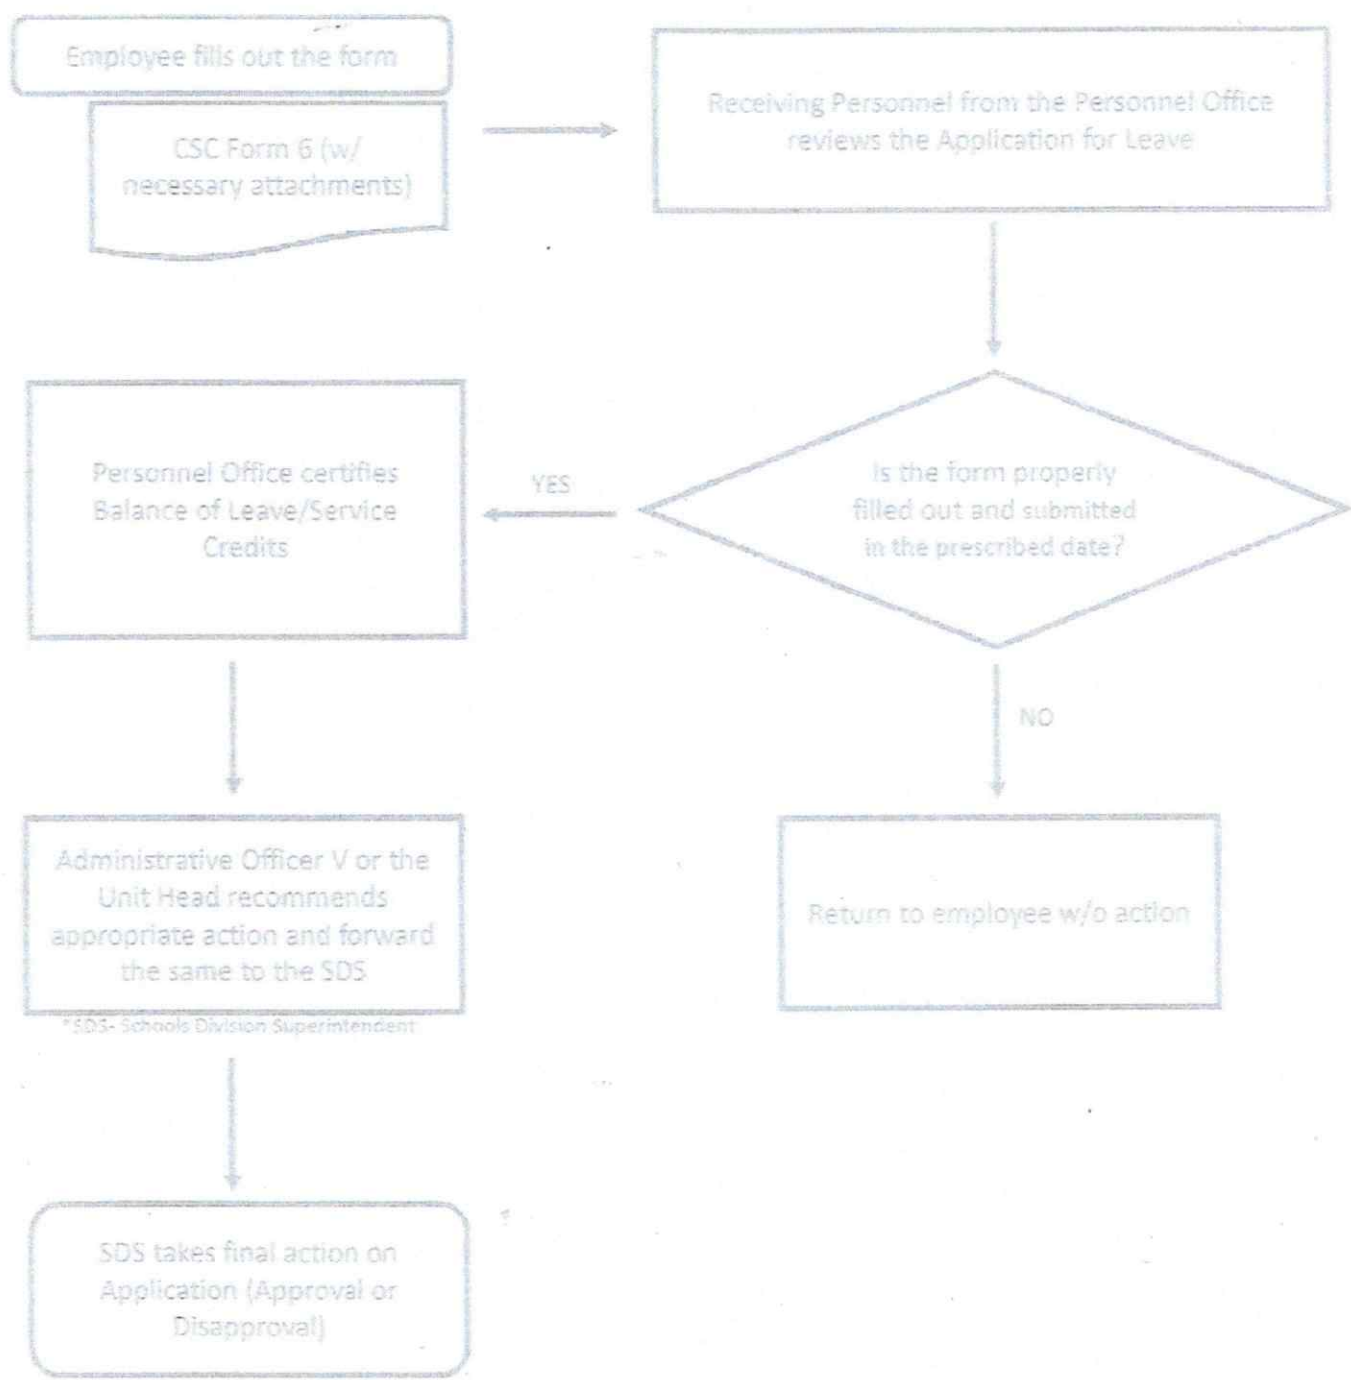 Employee fills out the form
CSC Form 6 (w/
necessary attachments)
Receiving Personnel from the Personnel Office
reviews the Application for Leave
Is the form properly
filled out and submitted
in the prescribed date?
YES
NO
Personnel Office certifies
Balance of Leave/Service
Credits
Administrative Officer V or the
Unit Head recommends
appropriate action and forward
the same to the SDS
*SDS- Schools Division Superintendent
Return to employee w/o action
SDS takes final action on
Application (Approval or
Disapproval)